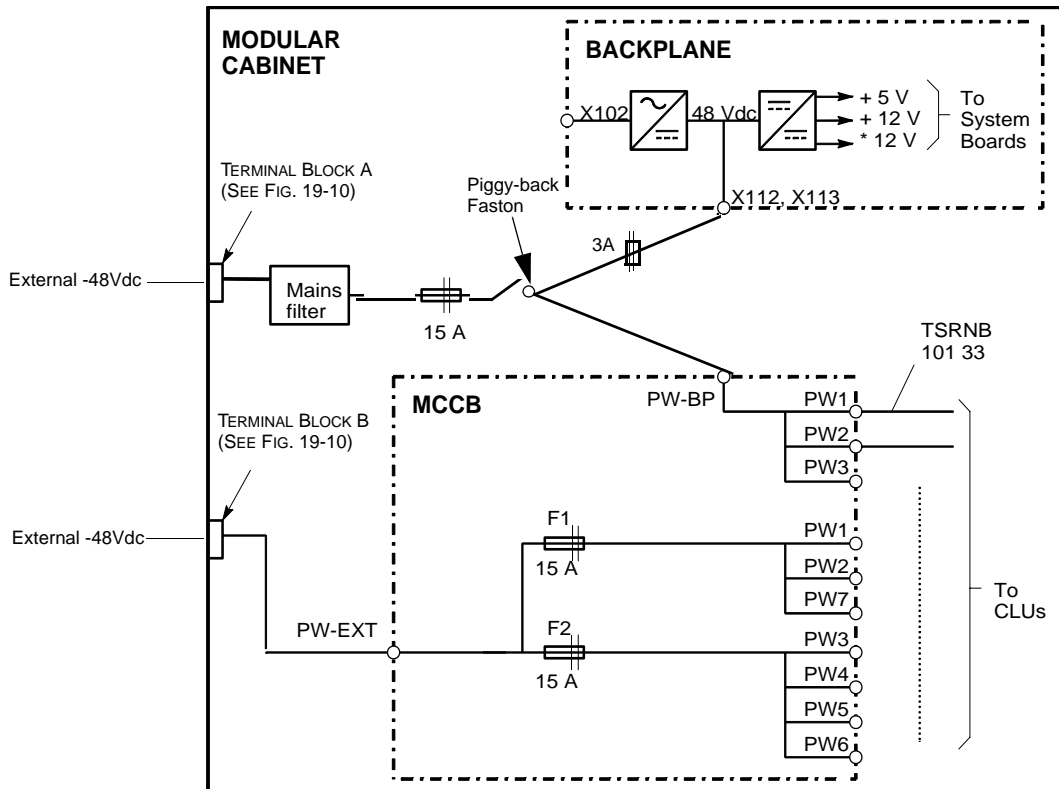 MODULAR
CABINET
BACKPLANE
X102
48 Vdc
+ 5 V
+ 12 V
* 12 V
To
System
Boards
TERMINAL BLOCK A
(SEE FIG. 19-10)
Piggy-back
Faston
X112, X113
3A
External -48Vdc
Mains
filter
15 A
TSRNB
101 33
MCCB
PW-BP
PW1
PW2
PW3
TERMINAL BLOCK B
(SEE FIG. 19-10)
External -48Vdc
F1
15 A
PW1
PW2
PW7
To
CLUs
PW-EXT
F2
15 A
PW3
PW4
PW5
PW6